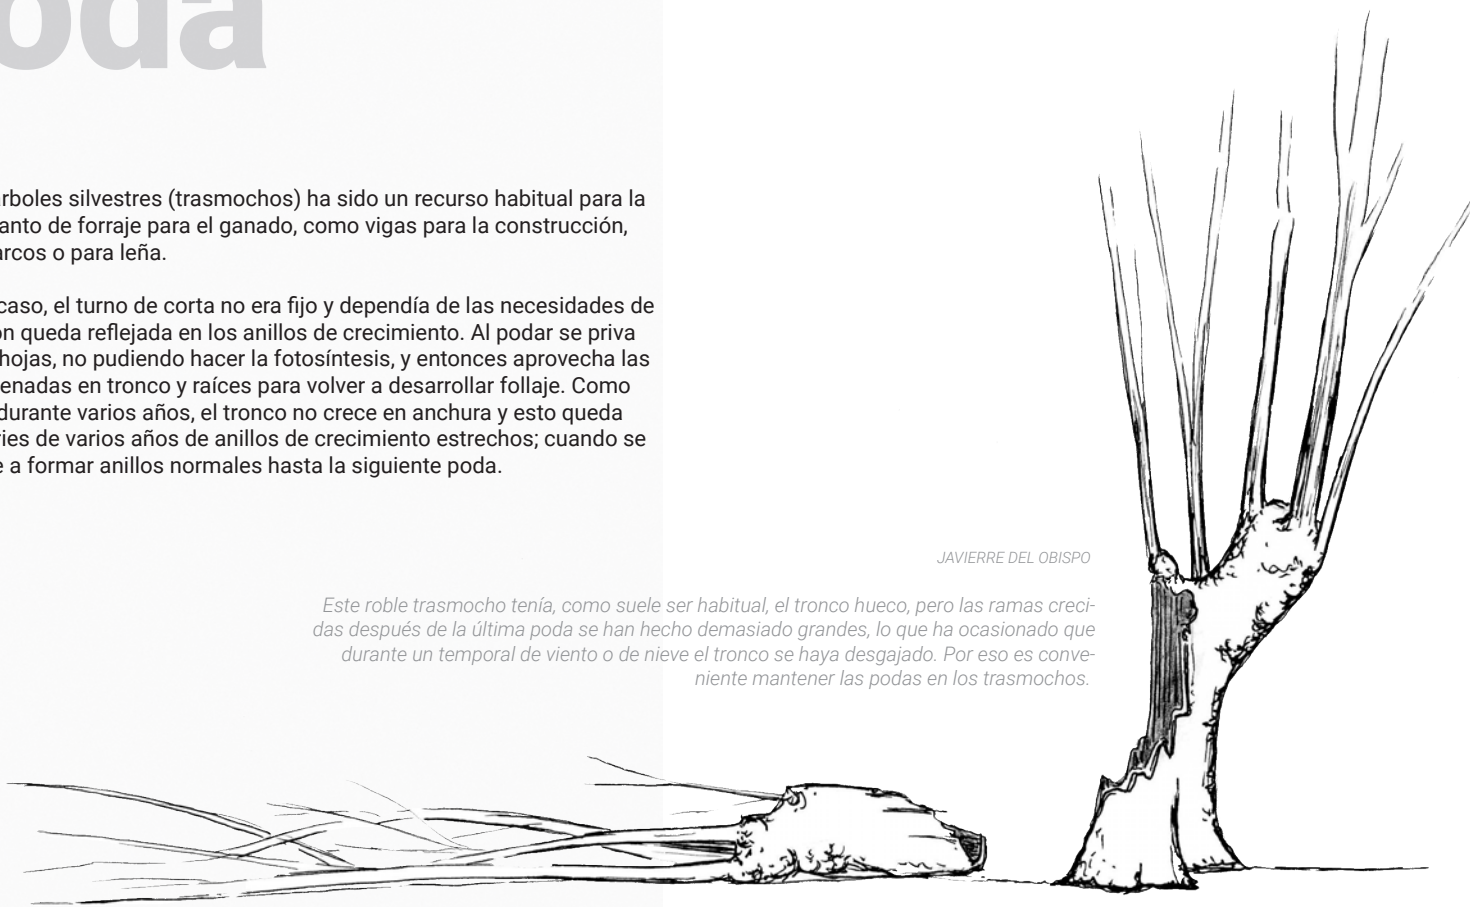 oda
rboles silvestres (trasmochos) ha sido un recurso habitual para la
anto de forraje para el ganado, como vigas para la construcción,
arcos o para leña.
caso, el turno de corta no era fijo y dependía de las necesidades de
ón queda reflejada en los anillos de crecimiento. Al podar se priva
hojas, no pudiendo hacer la fotosíntesis, y entonces aprovecha las
enadas en tronco y raíces para volver a desarrollar follaje. Como
durante varios años, el tronco no crece en anchura y esto queda
ries de varios años de anillos de crecimiento estrechos; cuando se
e a formar anillos normales hasta la siguiente poda.
JAVIERRE DEL OBISPO
Este roble trasmocho tenía, como suele ser habitual, el tronco hueco, pero las ramas creci-
das después de la última poda se han hecho demasiado grandes, lo que ha ocasionado que
durante un temporal de viento o de nieve el tronco se haya desgajado. Por eso es conve-
niente mantener las podas en los trasmochos.